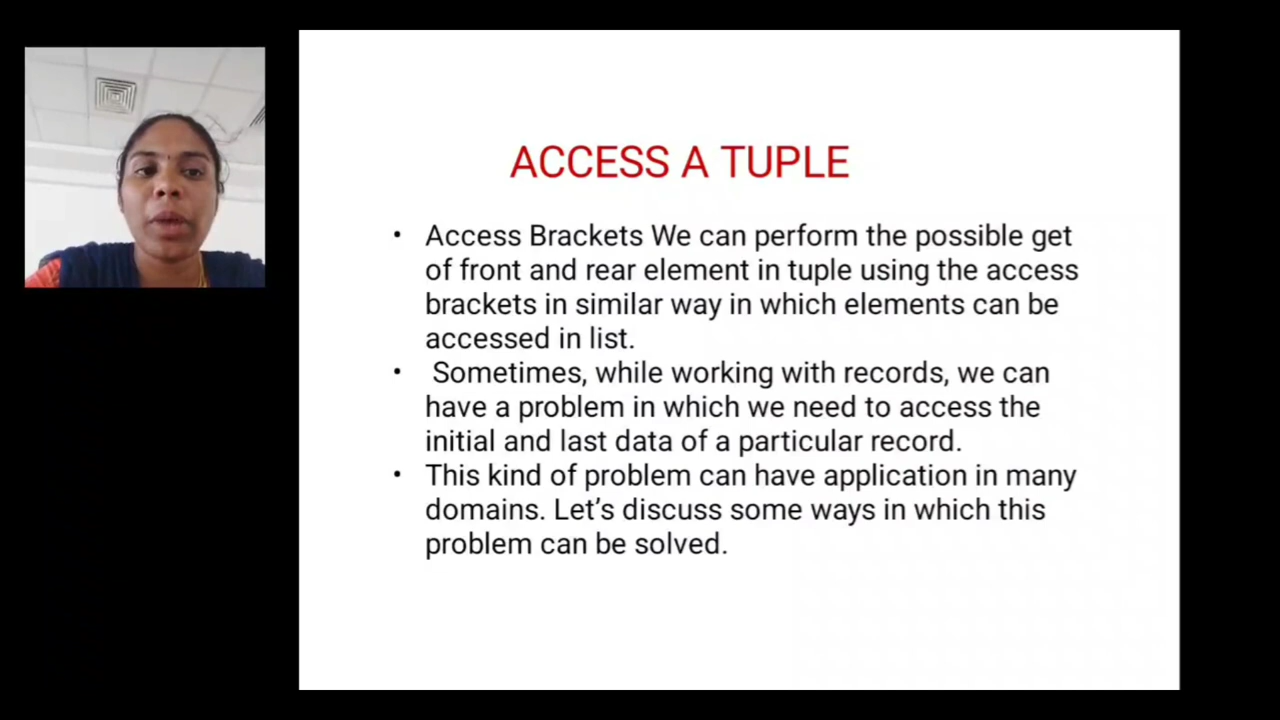 ACCESS A TUPLE
• Access Brackets We can perform the possible get
of front and rear element in tuple using the access
brackets in similar way in which elements can be
accessed in list.
• Sometimes, while working with records, we can
have a problem in which we need to access the
initial and last data of a particular record.
• This kind of problem can have application in many
domains. Let’s discuss some ways in which this
problem can be solved.